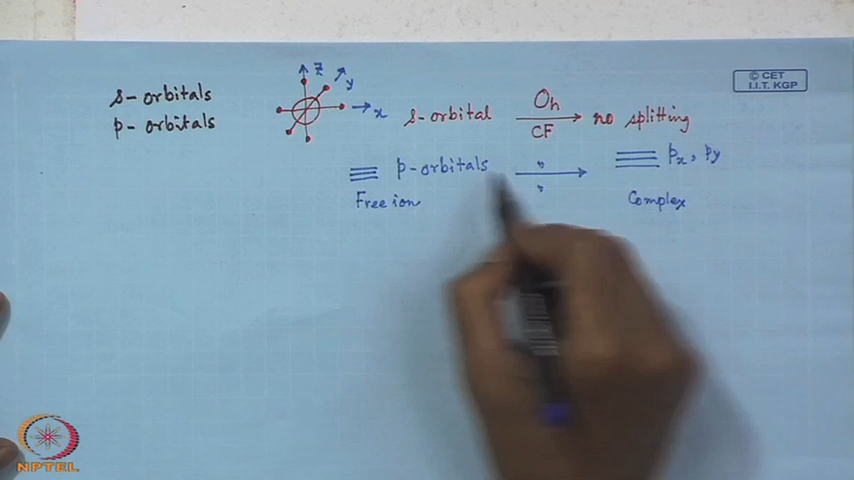 s-orbitals
p-orbitals
z
y
x
s-orbital Oh CF no splitting
p-orbitals px, py
Free ion Complex
© CET
I.I.T. KGP
NPTEL